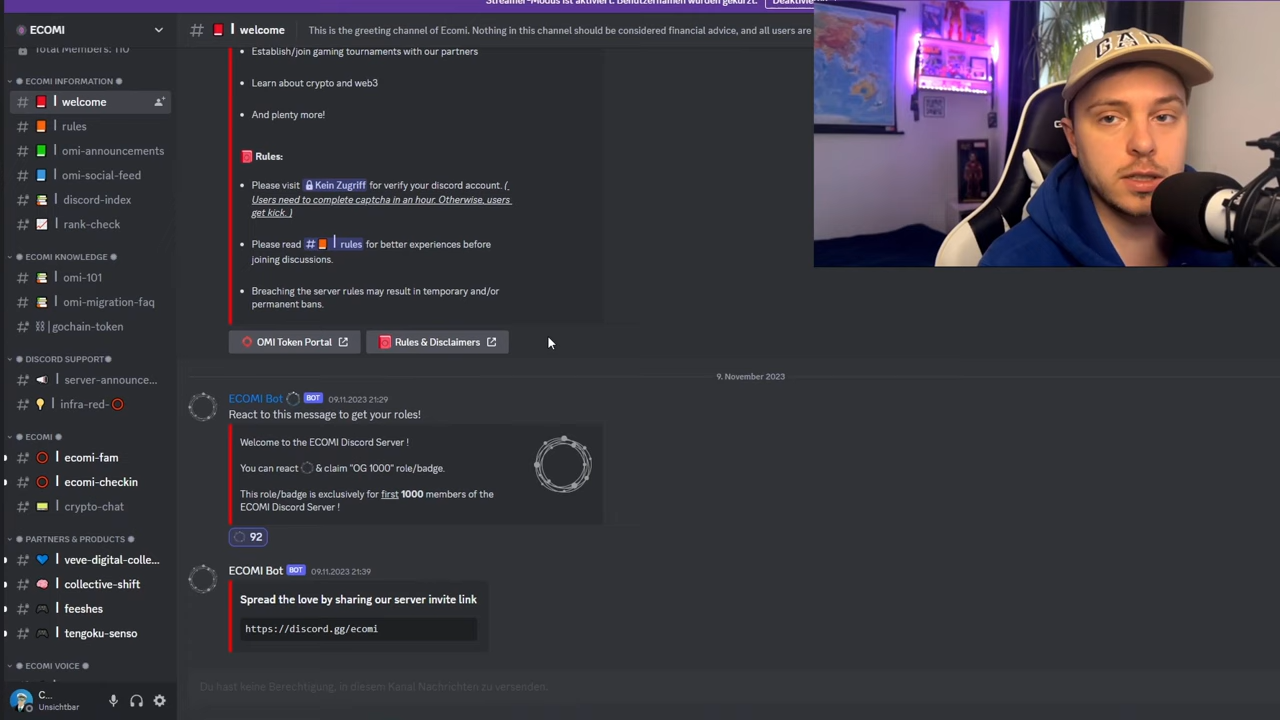 Streamer-Modus ist aktiviert. Benutzernamen wurden gekürzt.
ECOMI
welcome
This is the greeting channel of Ecomi. Nothing in this channel should be considered financial advice, and all users are
Total Members: 110
ECOMI INFORMATION
welcome
rules
omi-announcements
omi-social-feed
discord-index
rank-check
ECOMI KNOWLEDGE
omi-101
omi-migration-faq
gochain-token
DISCORD SUPPORT
server-announce...
infra-red-
ECOMI
ecomi-fam
ecomi-checkin
crypto-chat
PARTNERS & PRODUCTS
veve-digital-colle...
collective-shift
feeshes
tengoku-senso
ECOMI VOICE
C...
Unsichtbar
Establish/join gaming tournaments with our partners
Learn about crypto and web3
And plenty more!
Rules:
Please visit Kein Zugriff for verify your discord account. (
Users need to complete captcha in an hour. Otherwise, users
get kick. )
Please read # rules for better experiences before
joining discussions.
Breaching the server rules may result in temporary and/or
permanent bans.
OMI Token Portal
Rules & Disclaimers
9. November 2023
ECOMI Bot BOT 09.11.2023 21:29
React to this message to get your roles!
Welcome to the ECOMI Discord Server !
You can react & claim "OG 1000" role/badge.
This role/badge is exclusively for first 1000 members of the
ECOMI Discord Server !
92
ECOMI Bot BOT 09.11.2023 21:39
Spread the love by sharing our server invite link
https://discord.gg/ecomi
Du hast keine Berechtigung, in diesem Kanal Nachrichten zu versenden.